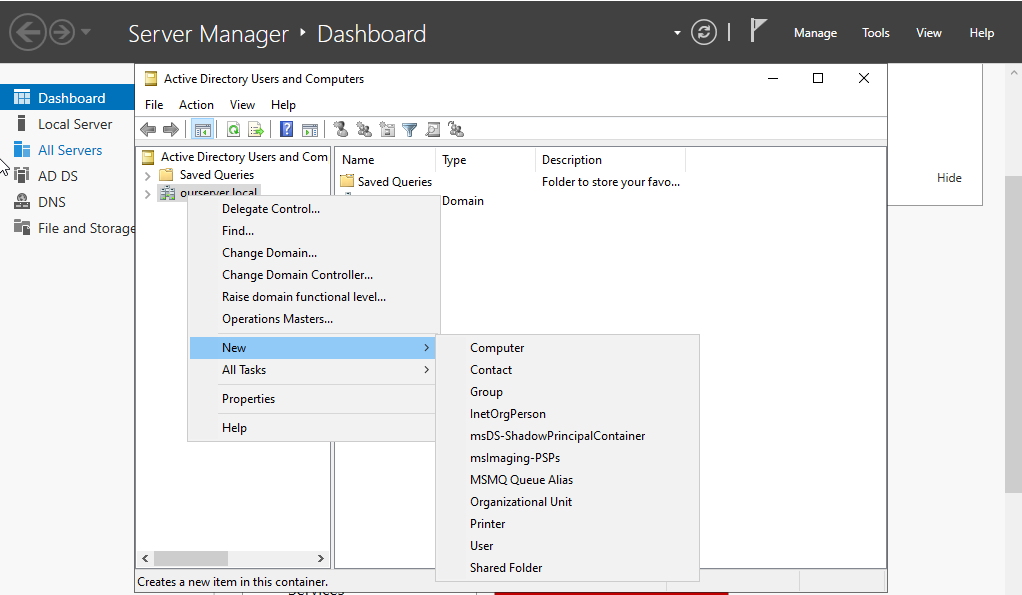 Server Manager ‣ Dashboard
Manage Tools View Help
Active Directory Users and Computers
File Action View Help
Dashboard
Local Server
All Servers
AD DS
DNS
File and Storage
Active Directory Users and Com
Saved Queries
ourserver.local
Name Type Description
Saved Queries Folder to store your favo...
Domain
Hide
Delegate Control...
Find...
Change Domain...
Change Domain Controller...
Raise domain functional level...
Operations Masters...
New
All Tasks
Properties
Help
Computer
Contact
Group
InetOrgPerson
msDS-ShadowPrincipalContainer
msImaging-PSPs
MSMQ Queue Alias
Organizational Unit
Printer
User
Shared Folder
Creates a new item in this container.
Services